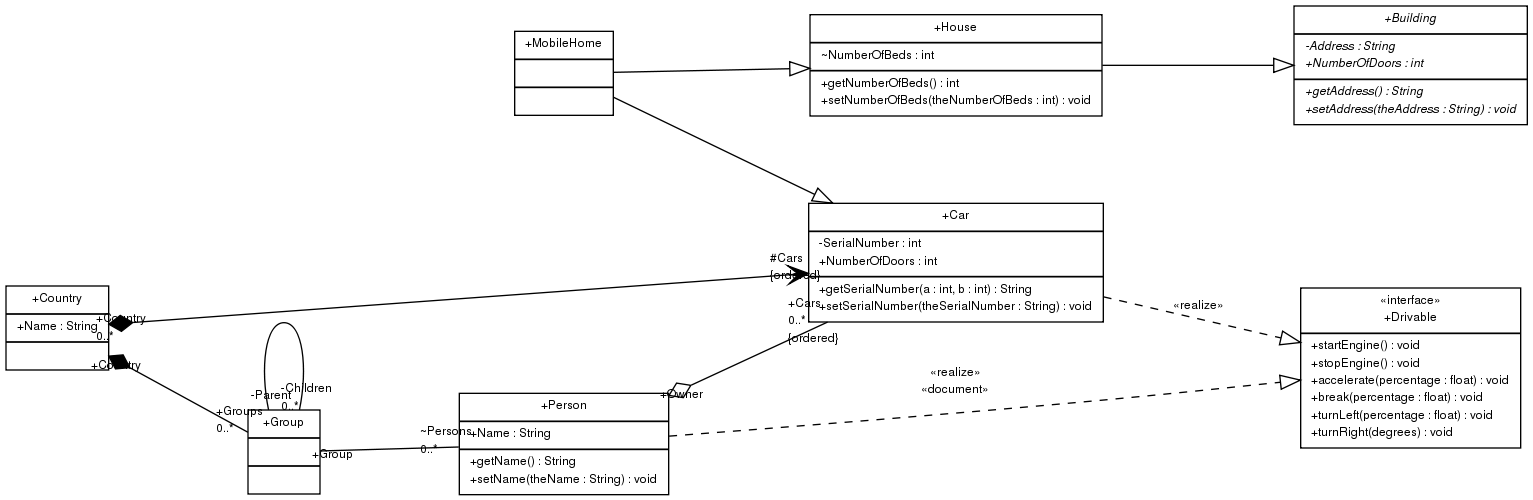 +MobileHome
+House
~NumberOfBeds : int
+getNumberOfBeds() : int
+setNumberOfBeds(theNumberOfBeds : int) : void
+Building
-Address : String
+NumberOfDoors : int
+getAddress() : String
+setAddress(theAddress : String) : void
+Car
-SerialNumber : int
+NumberOfDoors : int
+getSerialNumber(a : int, b : int) : String
+setSerialNumber(theSerialNumber : String) : void
#Cars
{ordered}
+Cars
0..*
{ordered}
+Country
+Name : String
+Country
0..*
+Country
-Parent
-Children
0..*
+Groups
0..*
+Group
+Group
~Persons
0..*
+Person
+Name : String
+getName() : String
+setName(theName : String) : void
+Owner
«realize»
«realize»
«document»
«interface»
+Drivable
+startEngine() : void
+stopEngine() : void
+accelerate(percentage : float) : void
+break(percentage : float) : void
+turnLeft(percentage : float) : void
+turnRight(degrees) : void